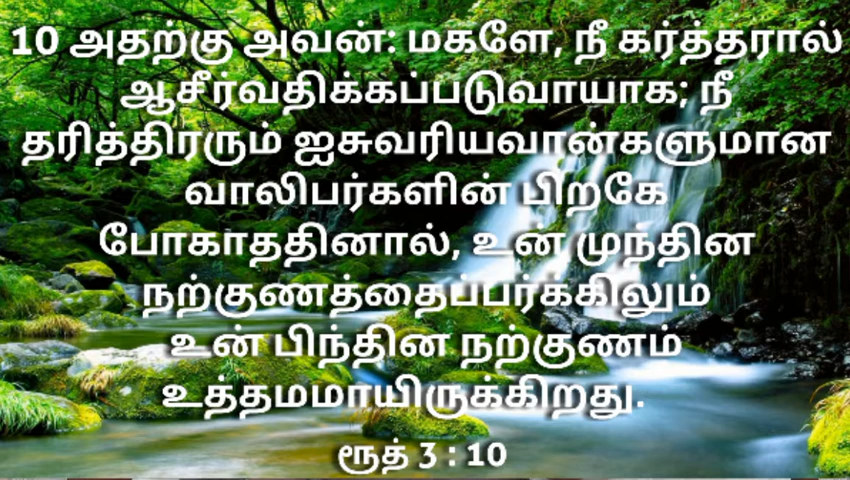 10 அதற்கு அவன்: மகளே, நீ கர்த்தரால்
ஆசீர்வதிக்கப்படுவாயாக; நீ
தரித்திரரும் ஐசுவரியவான்களுமான
வாலிபர்களின் பிறகே
போகாததினால், உன் முந்தின
நற்குணத்தைப்பர்க்கிலும்
உன் பிந்தின நற்குணம்
உத்தமமாயிருக்கிறது.
ரூத் 3 : 10